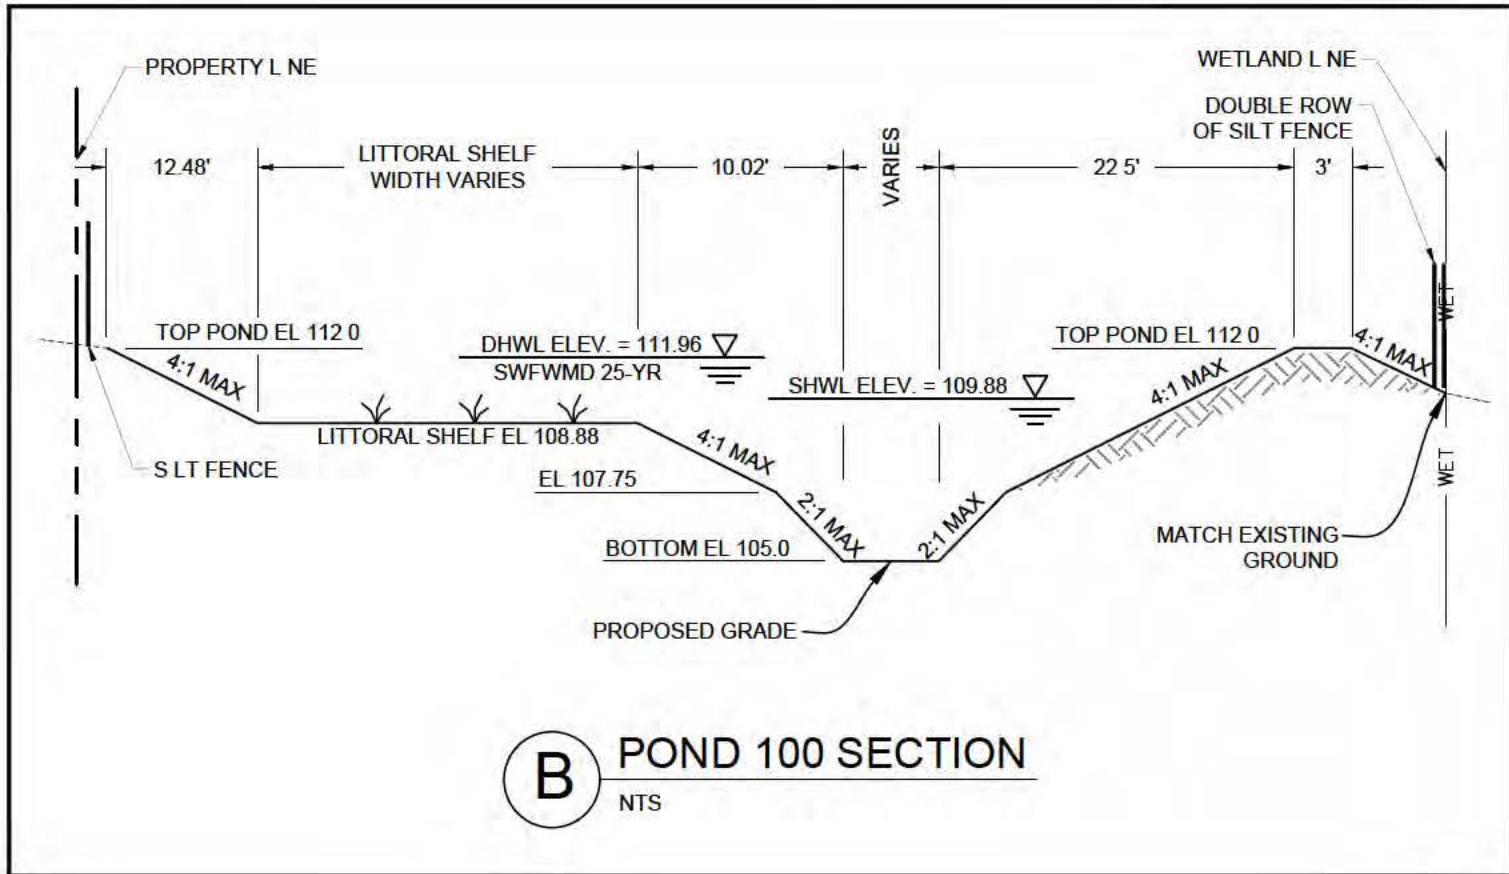 PROPERTY L NE
WETLAND L NE
DOUBLE ROW
OF SILT FENCE
12.48'
LITTORAL SHELF
WIDTH VARIES
10.02'
VARIES
22 5'
3'
TOP POND EL 112 0
DHWL ELEV. = 111.96
SWFWMD 25-YR
SHWL ELEV. = 109.88
TOP POND EL 112 0
4:1 MAX
4:1 MAX
4:1 MAX
WET
LITTORAL SHELF EL 108.88
4:1 MAX
S LT FENCE
EL 107.75
WET
2:1 MAX
2:1 MAX
BOTTOM EL 105.0
MATCH EXISTING
GROUND
PROPOSED GRADE
B
POND 100 SECTION
NTS